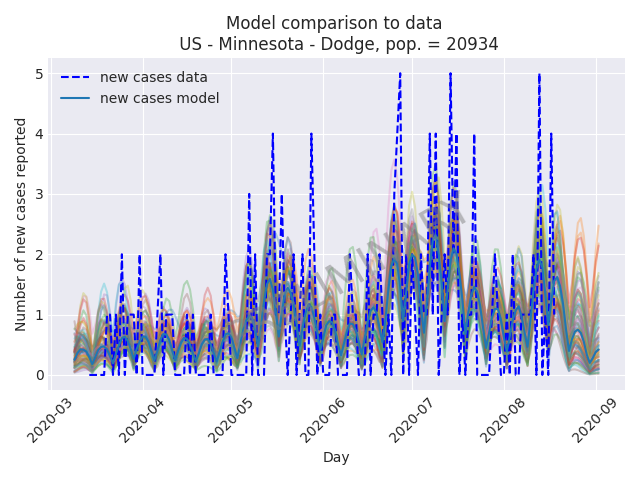 Model comparison to data
US - Minnesota - Dodge, pop. = 20934
new cases data
new cases model
Number of new cases reported
5
4
3
2
1
0
2020-03
2020-04
2020-05
2020-06
2020-07
2020-08
2020-09
Day